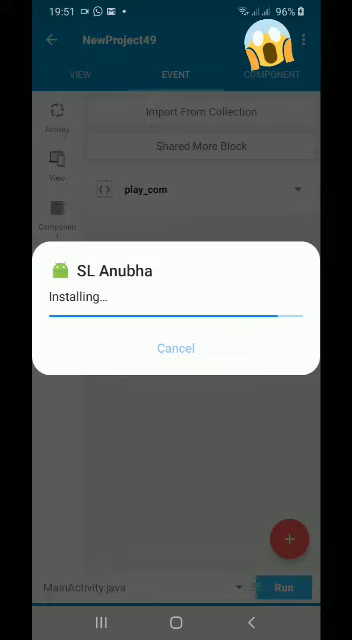 19:51
96%
NewProject49
VIEW
EVENT
COMPONENT
Import From Collection
Activity
Shared More Block
View
play_com
Componen
t
SL Anubha
Installing...
Cancel
MainActivity.java
Run